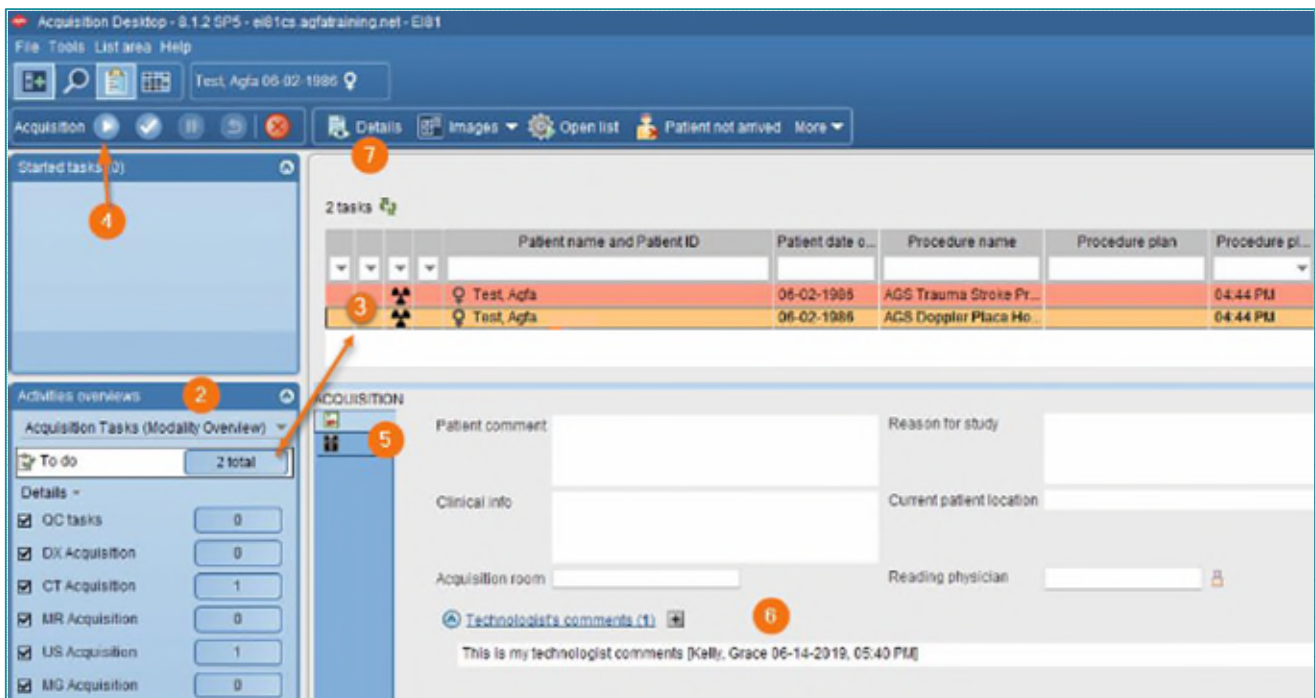 Acquisition Desktop - 8.1.2 SP5 - ei81cs.agfatraining.net - EI81
File Tools List area Help
Test, Agfa 06-02-1986
Acquisition Details Images Open list Patient not arrived More
7
Started tasks (0)
4
2 tasks
Patient name and Patient ID Patient date o... Procedure name Procedure plan Procedure pl...
3
Test, Agfa 06-02-1986 AGS Trauma Stroke Pr... 04:44 PM
Test, Agfa 06-02-1986 AGS Doppler Place Ho... 04:44 PM
Activities overviews 2
Acquisition Tasks (Modality Overview)
To do 2 total
Details
QC tasks 0
DX Acquisition 0
CT Acquisition 1
MR Acquisition 0
US Acquisition 1
MG Acquisition 0
ACQUISITION
5
Patient comment Reason for study
Clinical info Current patient location
Acquisition room Reading physician
Technologist's comments (1) 6
This is my technologist comments [Kelly, Grace 06-14-2019, 05:40 PM]